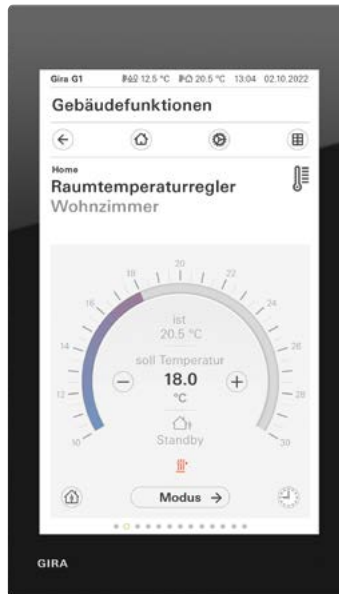 Gira G1 12.5 °C 20.5 °C 13:04 02.10.2022
Gebäudefunktionen
Home
Raumtemperaturregler
Wohnzimmer
20
18 22
16 24
14 26
12 28
10 30
ist
20.5 °C
soll Temperatur
− 18.0 +
°C
Standby
Modus →
GIRA